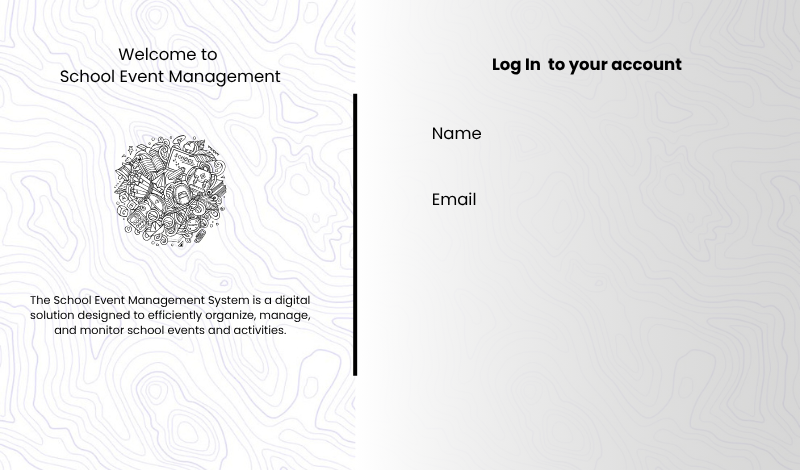 Welcome to
School Event Management
The School Event Management System is a digital
solution designed to efficiently organize, manage,
and monitor school events and activities.
Log In to your account
Name
Email